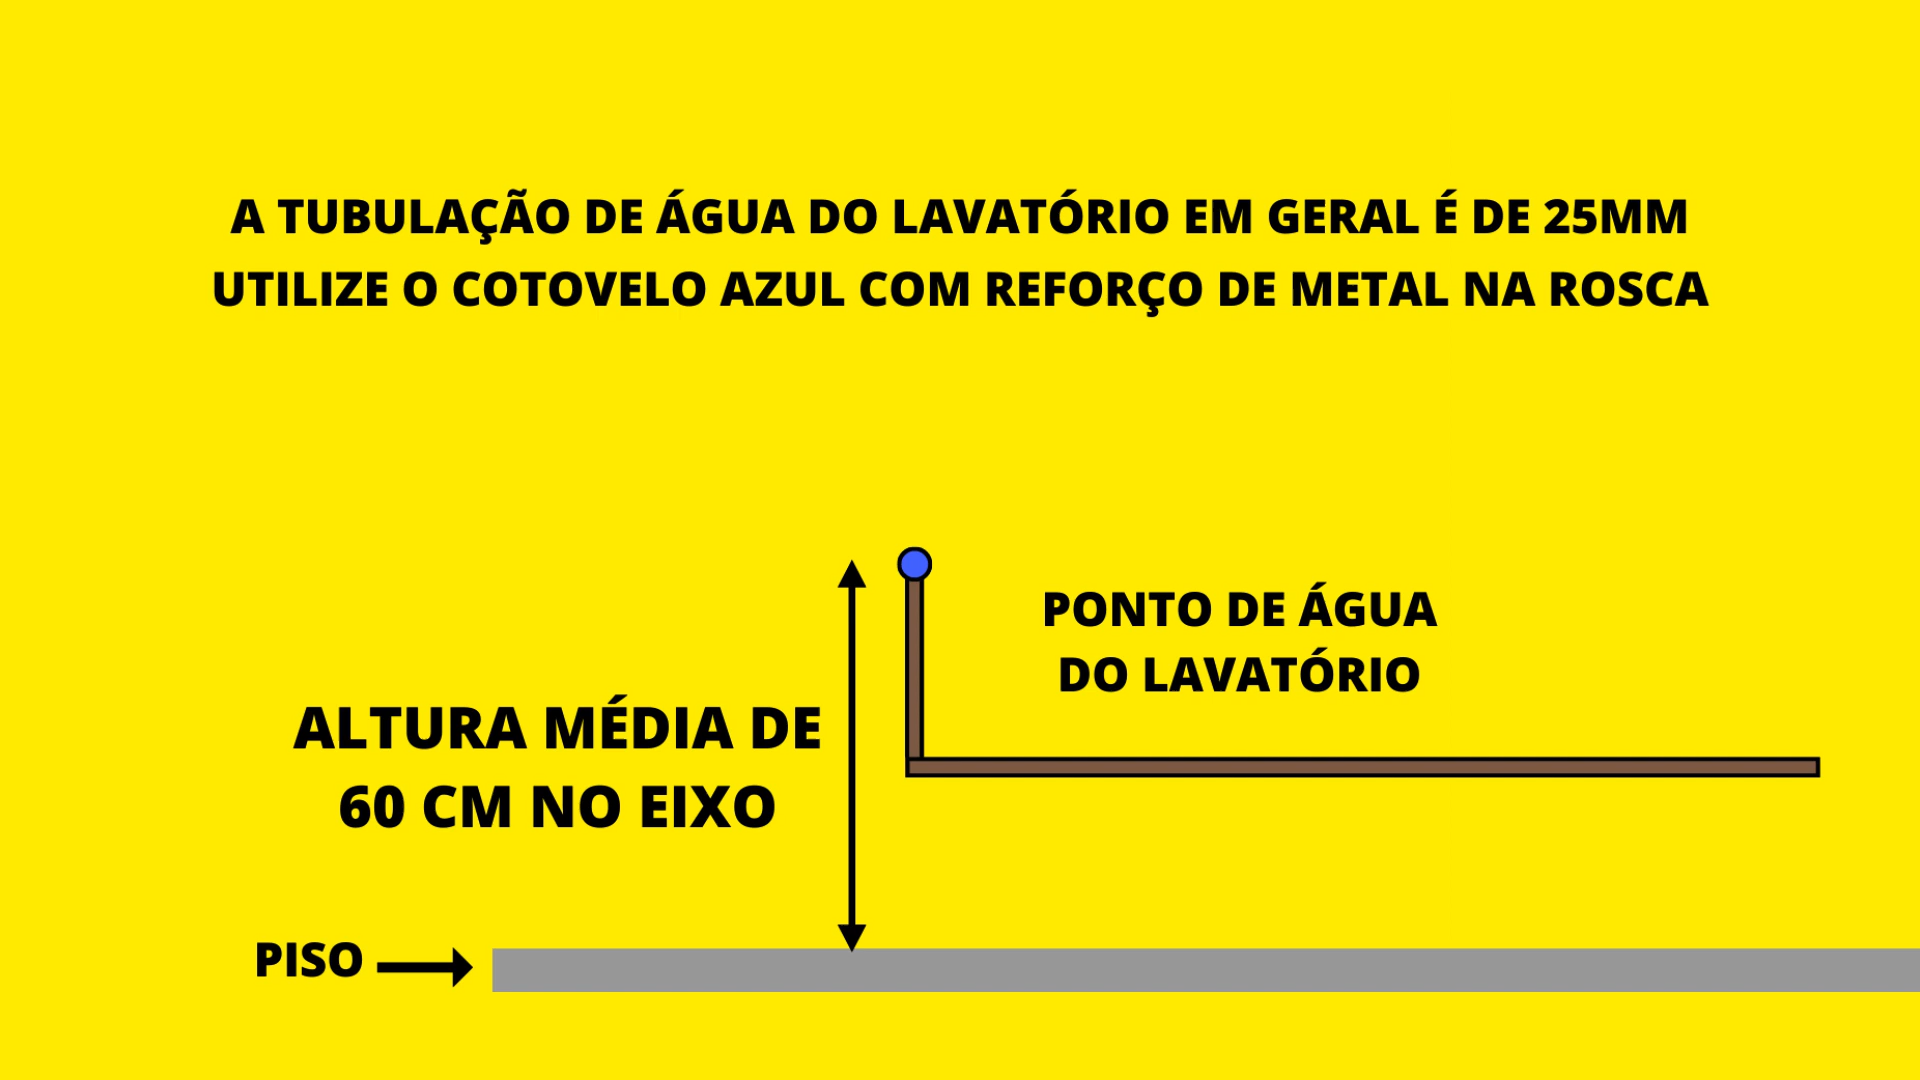 A TUBULAÇÃO DE ÁGUA DO LAVATÓRIO EM GERAL É DE 25MM
UTILIZE O COTOVELO AZUL COM REFORÇO DE METAL NA ROSCA
PONTO DE ÁGUA
DO LAVATÓRIO
ALTURA MÉDIA DE
60 CM NO EIXO
PISO